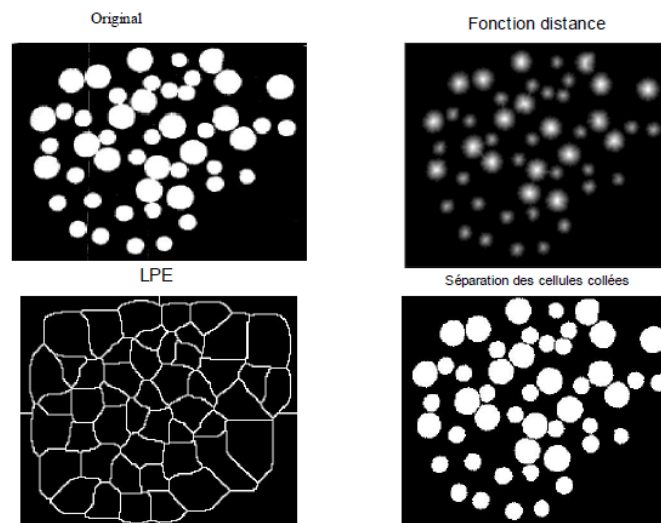 Original
Fonction distance
LPE
Séparation des cellules collées